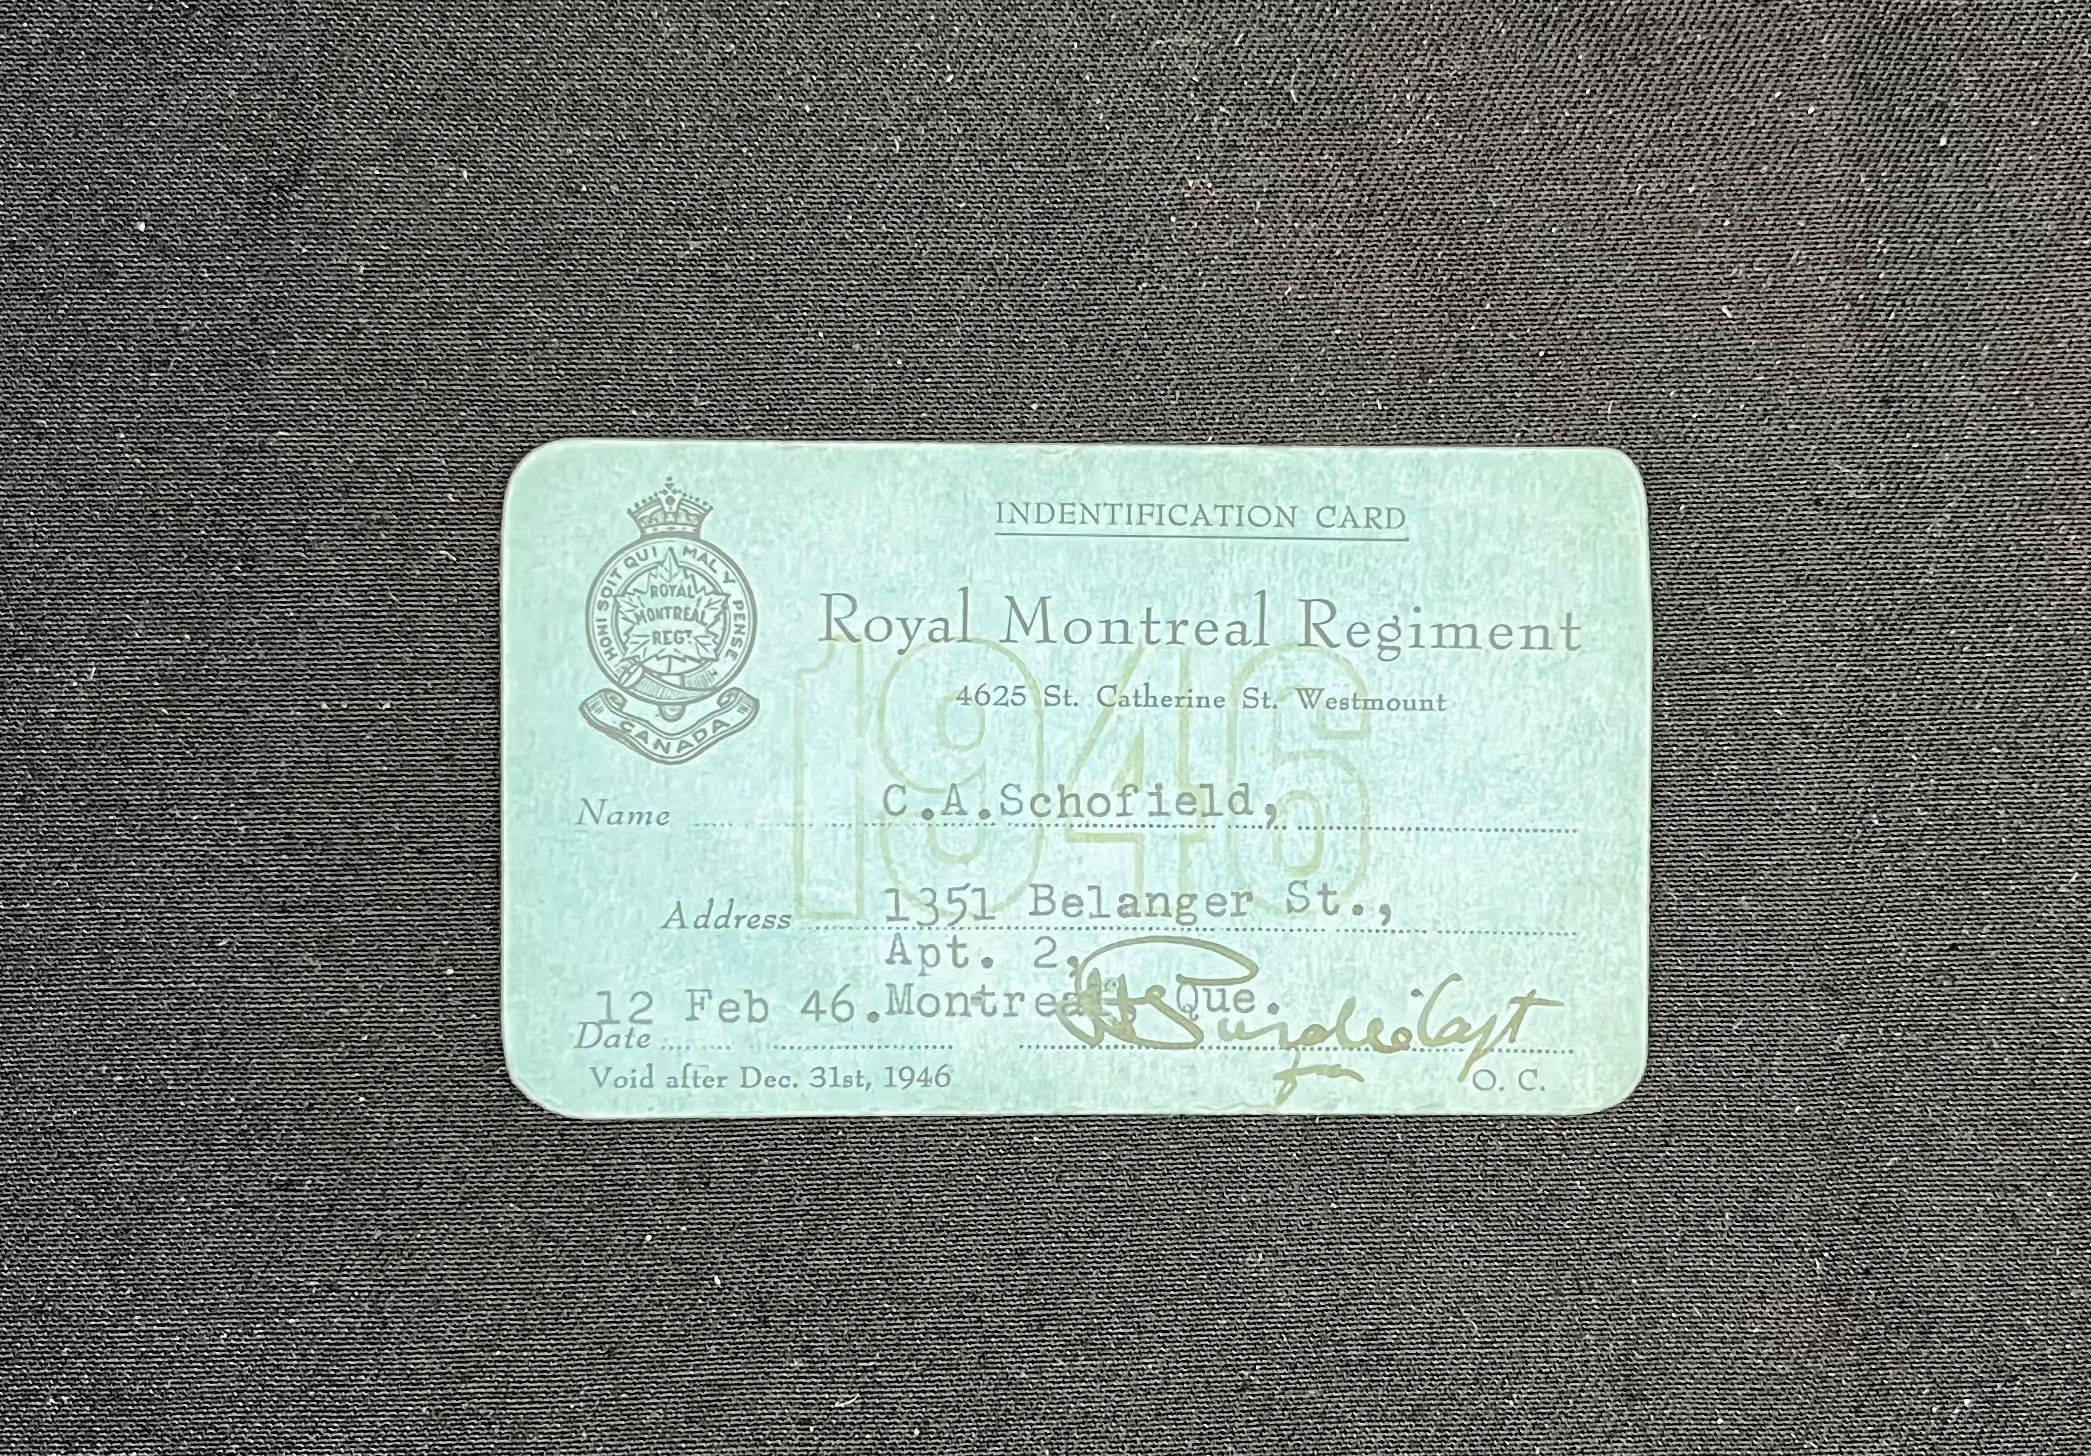 INDENTIFICATION CARD
HONI SOIT QUI MAL Y PENSE
ROYAL
MONTREAL
REGT.
CANADA
Royal Montreal Regiment
4625 St. Catherine St. Westmount
1946
Name C.A.Schofield,
Address 1351 Belanger St.,
Apt. 2,
12 Feb 46. Montreal, Que.
Date
Capt
for
Void after Dec. 31st, 1946
O. C.